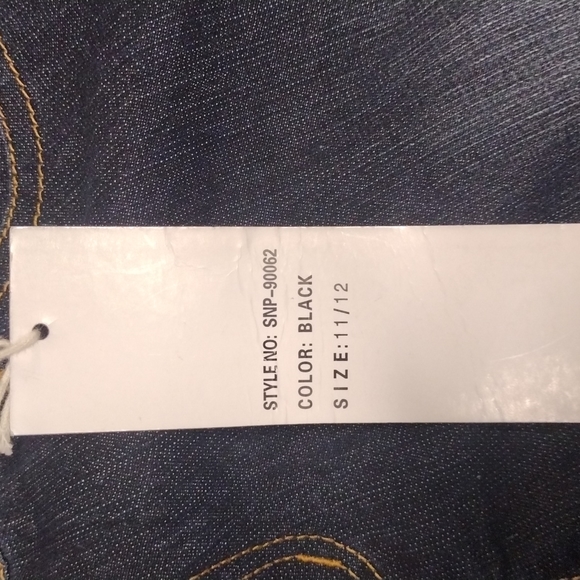 STYLE NO: SNP-90062
COLOR: BLACK
SIZE:11/12